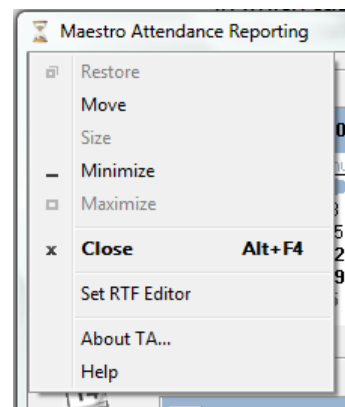 Maestro Attendance Reporting
Restore
Move
Size
Minimize
Maximize
Close Alt+F4
Set RTF Editor
About TA...
Help